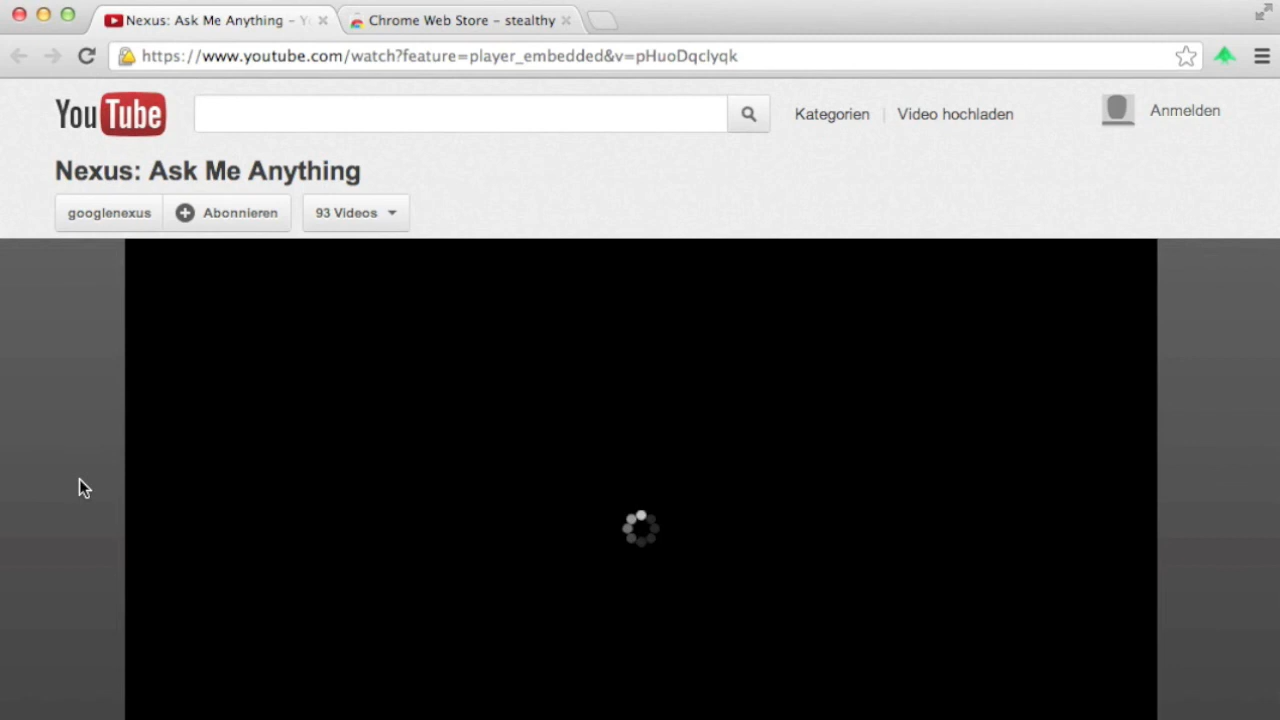 Nexus: Ask Me Anything – Y
Chrome Web Store – stealthy
https://www.youtube.com/watch?feature=player_embedded&v=pHuoDqcIyqk
YouTube
Kategorien
Video hochladen
Anmelden
Nexus: Ask Me Anything
googlenexus
Abonnieren
93 Videos